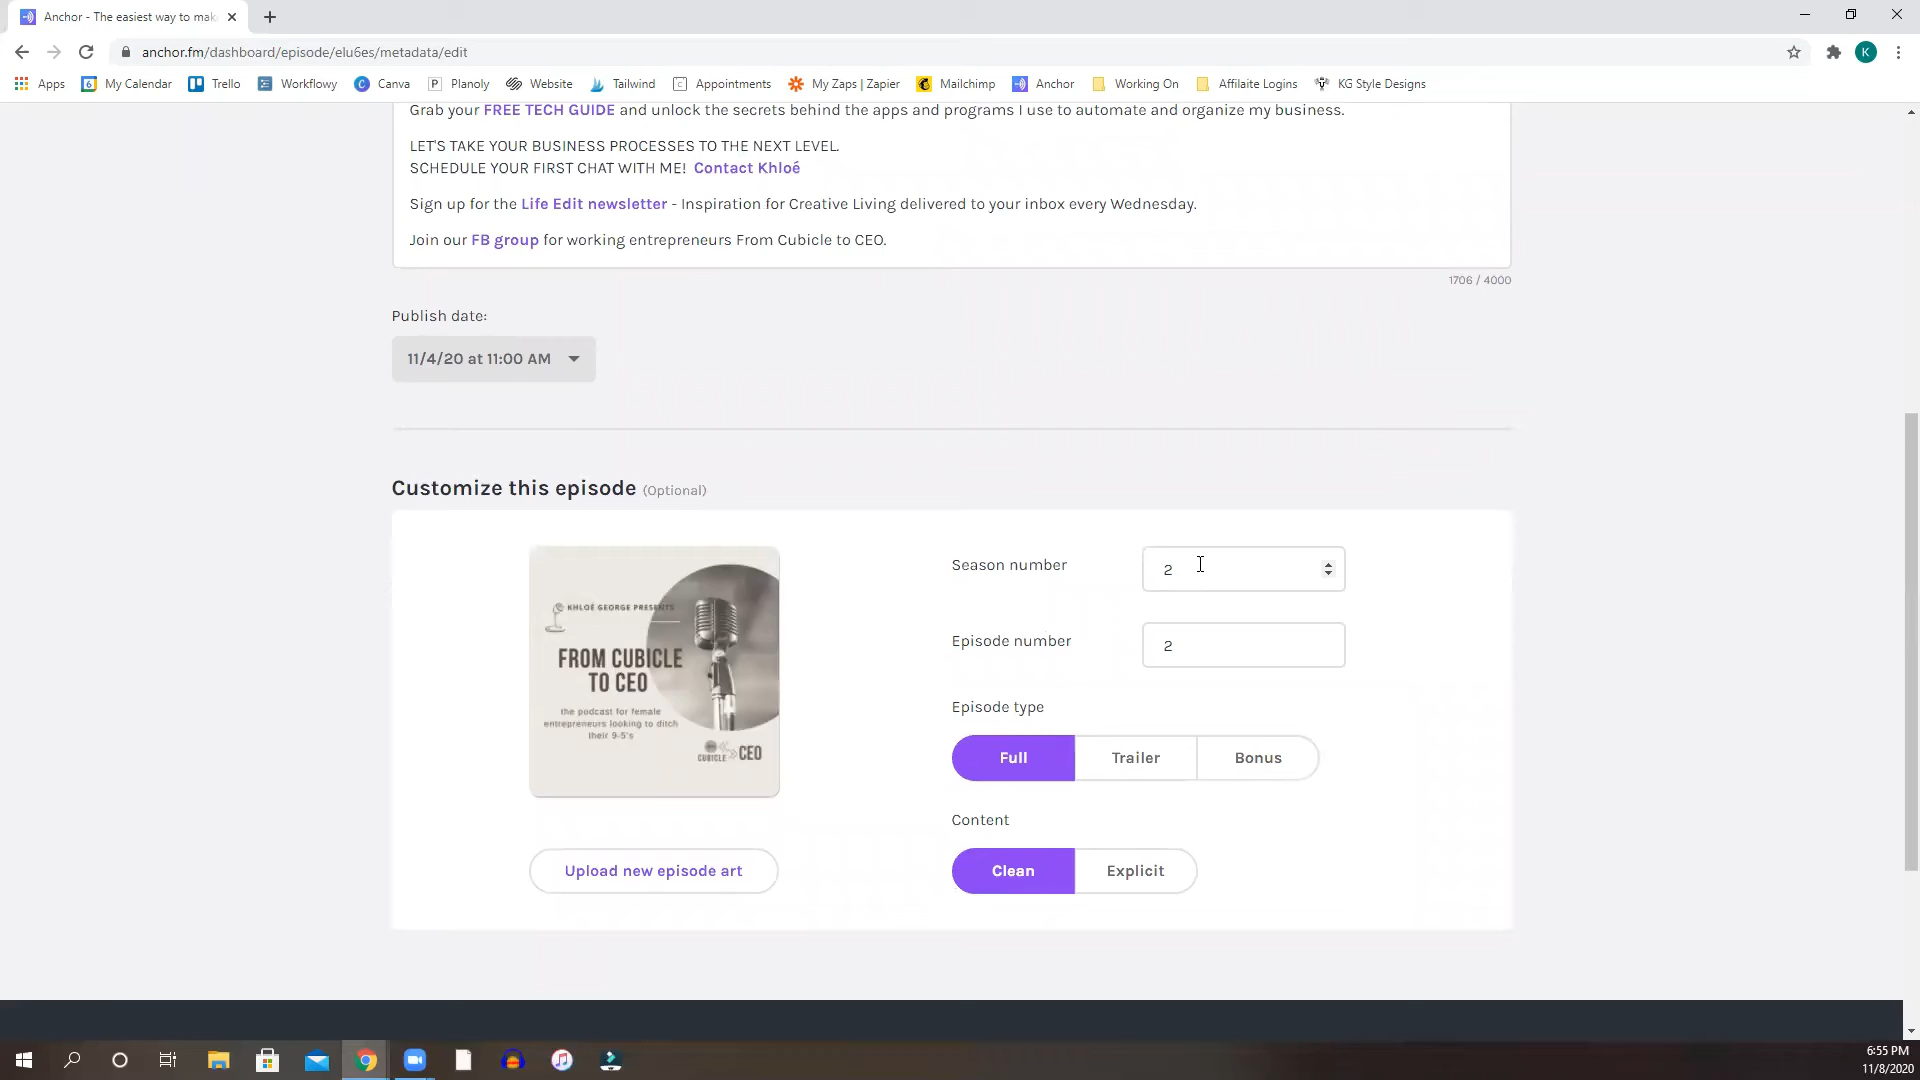 Anchor - The easiest way to mak
anchor.fm/dashboard/episode/elu6es/metadata/edit
K
Apps My Calendar Trello Workflowy Canva Planoly Website Tailwind Appointments My Zaps | Zapier Mailchimp Anchor Working On Affilaite Logins KG Style Designs
Grab your FREE TECH GUIDE and unlock the secrets behind the apps and programs I use to automate and organize my business.
LET'S TAKE YOUR BUSINESS PROCESSES TO THE NEXT LEVEL.
SCHEDULE YOUR FIRST CHAT WITH ME! Contact Khloé
Sign up for the Life Edit newsletter - Inspiration for Creative Living delivered to your inbox every Wednesday.
Join our FB group for working entrepreneurs From Cubicle to CEO.
1706 / 4000
Publish date:
11/4/20 at 11:00 AM
Customize this episode (Optional)
KHLOÉ GEORGE PRESENTS
FROM CUBICLE
TO CEO
the podcast for female
entrepreneurs looking to ditch
their 9-5's
CUBICLE CEO
Upload new episode art
Season number 2
Episode number 2
Episode type
Full Trailer Bonus
Content
Clean Explicit
6:55 PM
11/8/2020